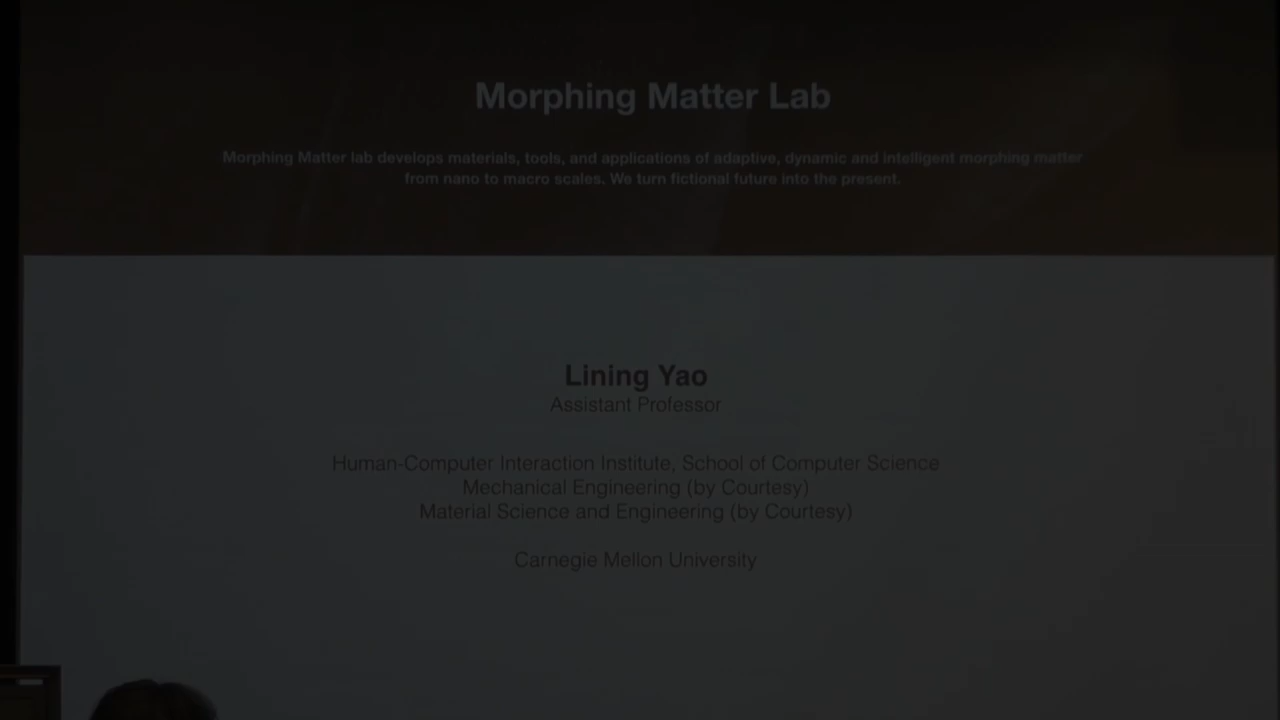 Morphing Matter Lab
Morphing Matter lab develops materials, tools, and applications of adaptive, dynamic and intelligent morphing matter
from nano to macro scales. We turn fictional future into the present.
Lining Yao
Assistant Professor
Human-Computer Interaction Institute, School of Computer Science
Mechanical Engineering (by Courtesy)
Material Science and Engineering (by Courtesy)
Carnegie Mellon University